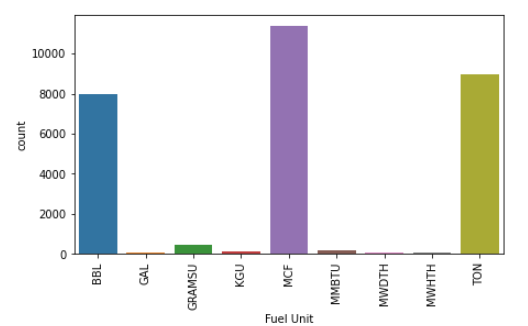 10000
8000
6000
4000
2000
0
count
BBL
GAL
GRAMSU
KGU
MCF
MMBTU
MWDTH
MWHTH
TON
Fuel Unit